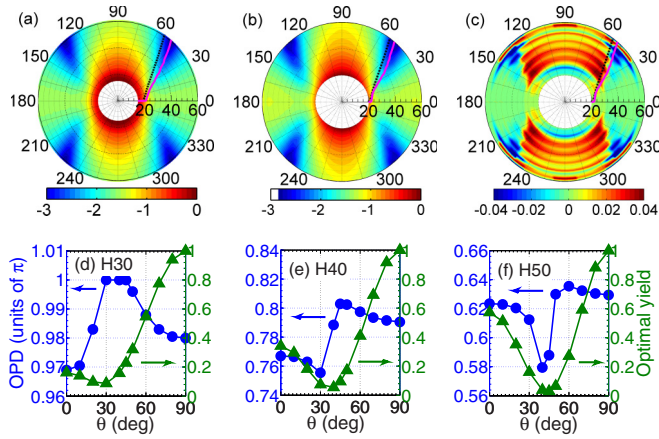 (a) 90 (b) 90 (c) 90
120 60 120 60 120 60
150 30 150 30 150 30
180 0 180 0 180 0
20 40 60 20 40 60 20 40 60
210 330 210 330 210 330
240 300 240 300 240 300
-3 -2 -1 0 -3 -2 -1 0 -0.04 -0.02 0 0.02 0.04
1.01 1 0.84 1 0.66 1
(d) H30 (e) H40 (f) H50
1 0.8 0.82 0.8 0.64 0.8
0.99 0.6 0.8 0.6 0.62 0.6
0.98 0.4 0.78 0.4 0.6 0.4
0.97 0.2 0.76 0.2 0.58 0.2
0.96 0 0.74 0 0.56 0
0 30 60 90 0 30 60 90 0 30 60 90
θ (deg) θ (deg) θ (deg)
OPD (units of π)
Optimal yield